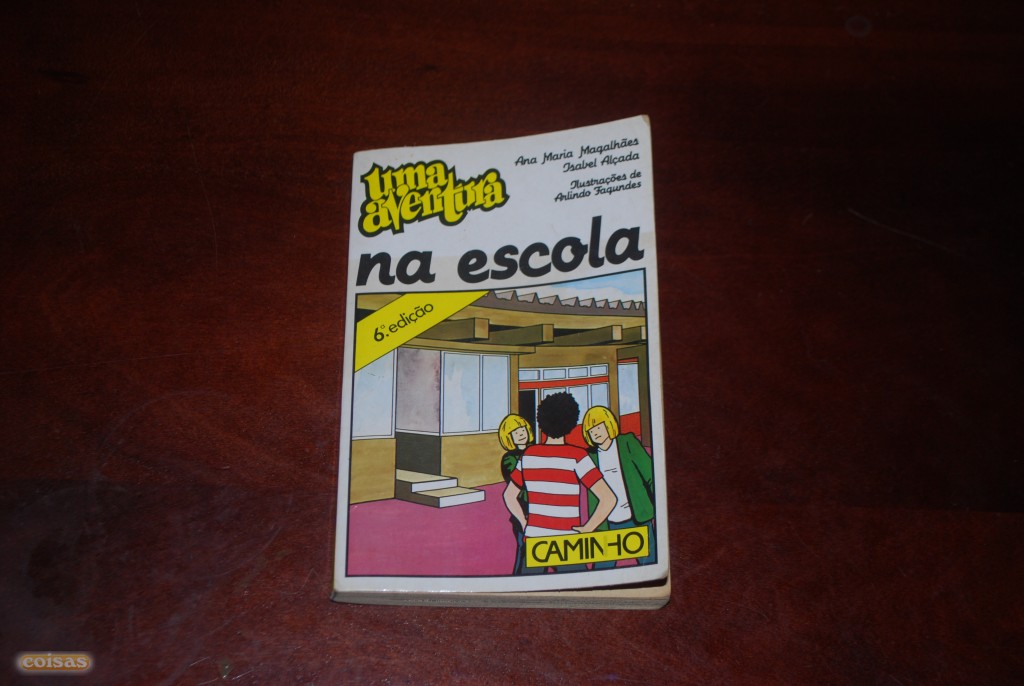 uma
aventura
Ana Maria Magalhães
Isabel Alçada
Ilustrações de
Arlindo Fagundes
na escola
6.ª edição
CAMINHO
coisas